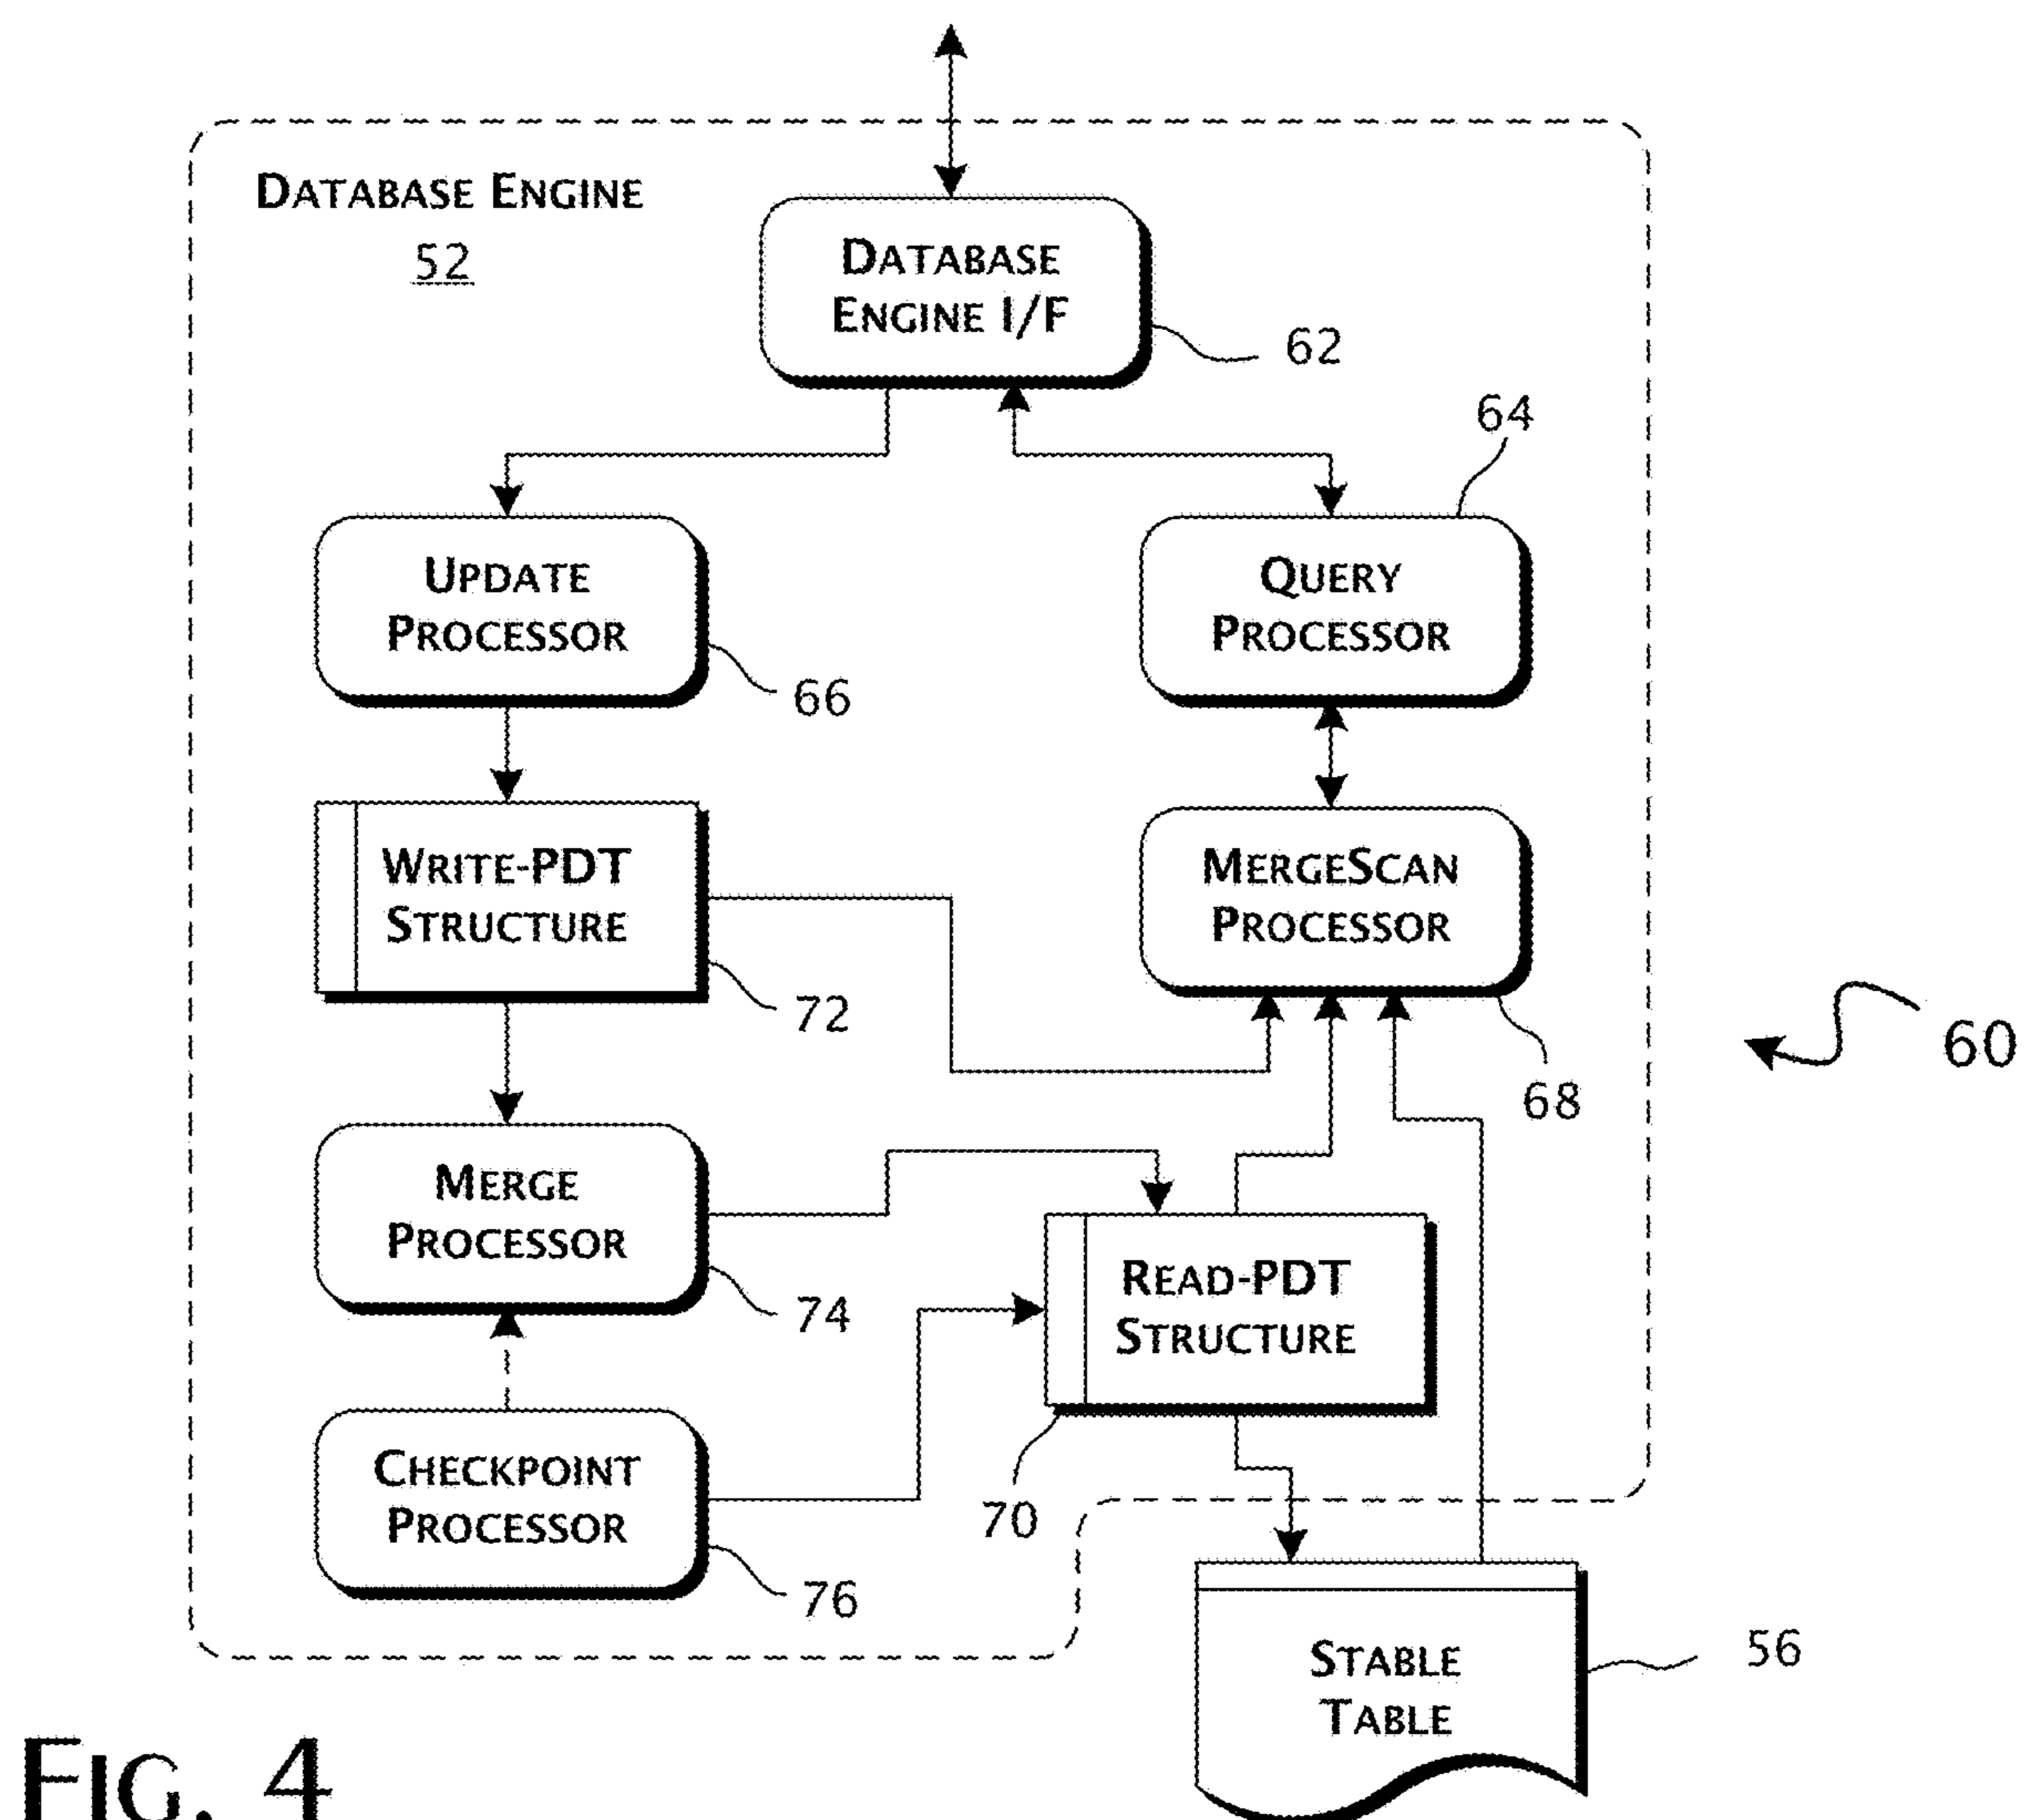 DATABASE ENGINE
52
DATABASE
ENGINE I/F
62
64
UPDATE
PROCESSOR
66
QUERY
PROCESSOR
WRITE-PDT
STRUCTURE
72
MERGESCAN
PROCESSOR
68
60
MERGE
PROCESSOR
74
READ-PDT
STRUCTURE
70
CHECKPOINT
PROCESSOR
76
STABLE
TABLE
56
FIG. 4